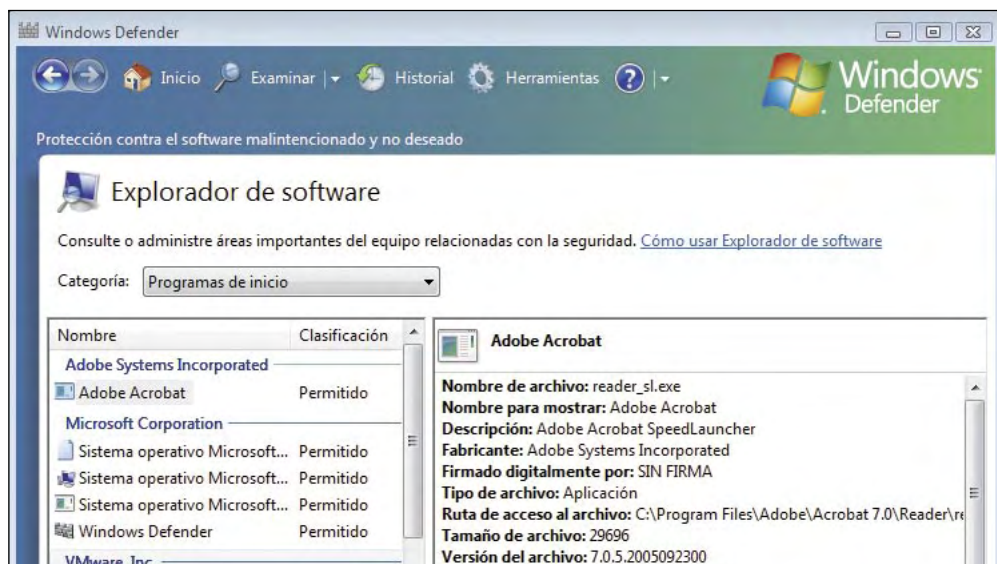 Windows Defender
Inicio Examinar Historial Herramientas ?
Windows
Defender
Protección contra el software malintencionado y no deseado
Explorador de software
Consulte o administre áreas importantes del equipo relacionadas con la seguridad. Cómo usar Explorador de software
Categoría: Programas de inicio
Nombre Clasificación
Adobe Systems Incorporated
Adobe Acrobat Permitido
Microsoft Corporation
Sistema operativo Microsoft... Permitido
Sistema operativo Microsoft... Permitido
Sistema operativo Microsoft... Permitido
Windows Defender Permitido
VMware, Inc.
Adobe Acrobat
Nombre de archivo: reader_sl.exe
Nombre para mostrar: Adobe Acrobat
Descripción: Adobe Acrobat SpeedLauncher
Fabricante: Adobe Systems Incorporated
Firmado digitalmente por: SIN FIRMA
Tipo de archivo: Aplicación
Ruta de acceso al archivo: C:\Program Files\Adobe\Acrobat 7.0\Reader\re
Tamaño de archivo: 29696
Versión del archivo: 7.0.5.2005092300